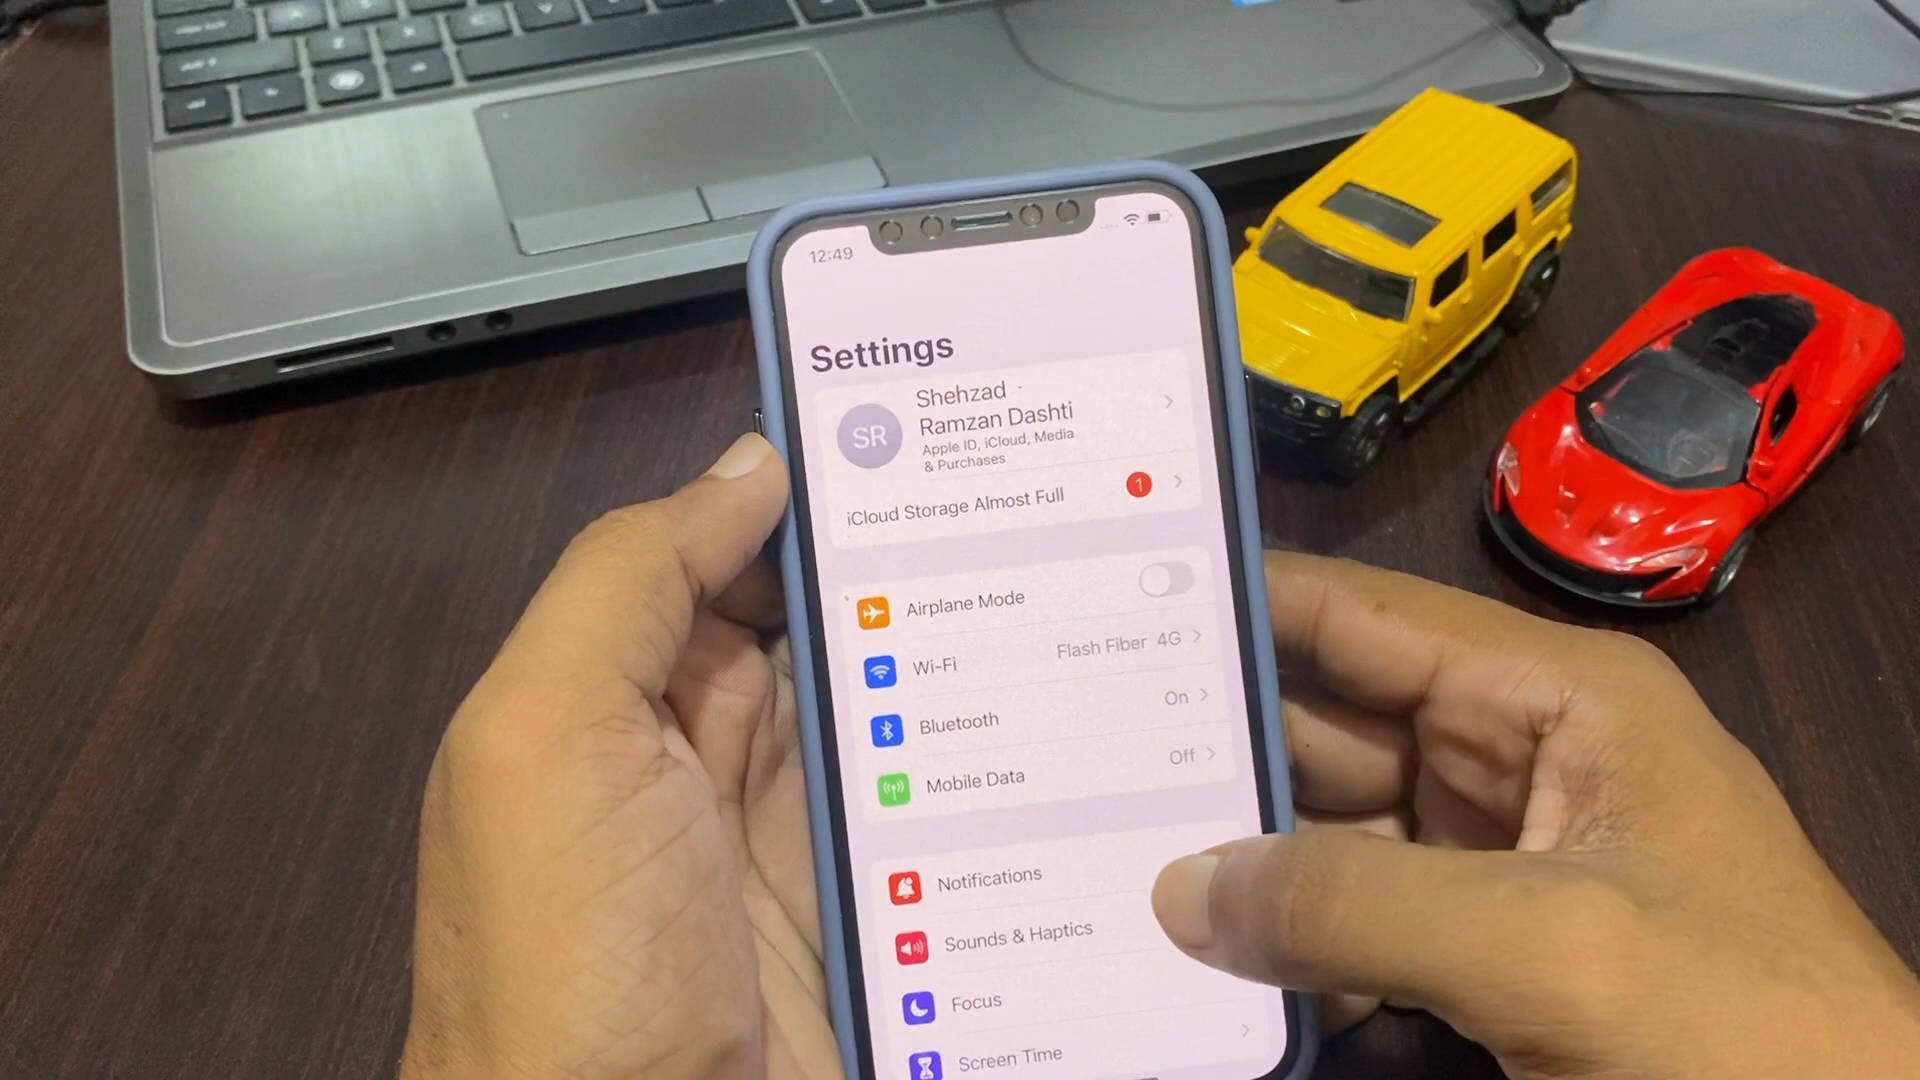 12:49
Settings
SR
Shehzad
Ramzan Dashti
Apple ID, iCloud, Media
& Purchases
iCloud Storage Almost Full 1
Airplane Mode
Wi-Fi Flash Fiber 4G
Bluetooth On
Mobile Data Off
Notifications
Sounds & Haptics
Focus
Screen Time